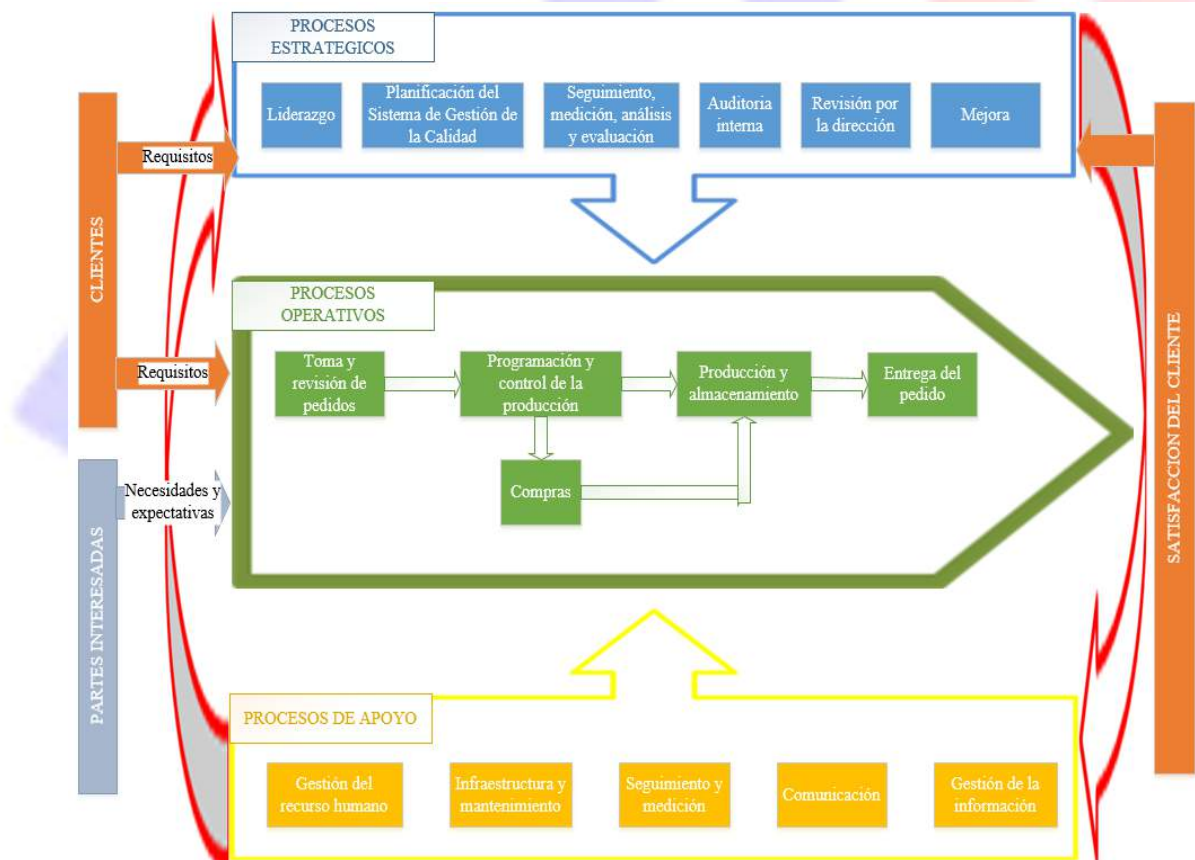 PROCESOS
ESTRATEGICOS
Liderazgo
Planificación del
Sistema de Gestión de
la Calidad
Seguimiento,
medición, análisis
y evaluación
Auditoria
interna
Revisión por
la dirección
Mejora
CLIENTES
Requisitos
Requisitos
PARTES INTERESADAS
Necesidades y
expectativas
PROCESOS
OPERATIVOS
Toma y
revisión de
pedidos
Programación y
control de la
producción
Producción y
almacenamiento
Entrega del
pedido
Compras
SATISFACCION DEL CLIENTE
PROCESOS DE APOYO
Gestión del
recurso humano
Infraestructura y
mantenimiento
Seguimiento y
medición
Comunicación
Gestión de la
información